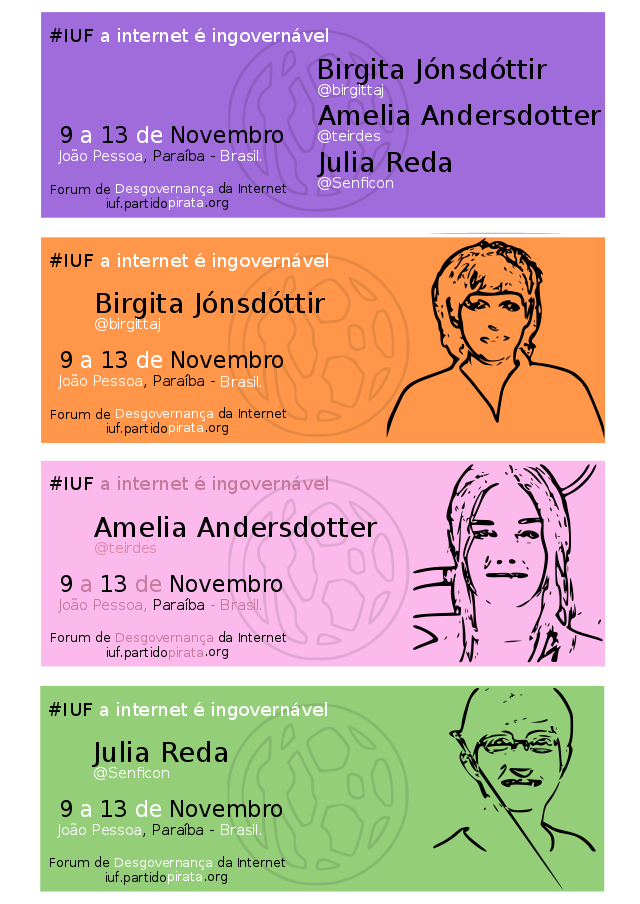 #IUF a internet é ingovernável
Birgita Jónsdóttir
@birgittaj
Amelia Andersdotter
@teirdes
Julia Reda
@Senficon
9 a 13 de Novembro
João Pessoa, Paraíba - Brasil.
Forum de Desgovernança da Internet
iuf.partidopirata.org
#IUF a internet é ingovernável
Birgita Jónsdóttir
@birgittaj
9 a 13 de Novembro
João Pessoa, Paraíba - Brasil.
Forum de Desgovernança da Internet
iuf.partidopirata.org
#IUF a internet é ingovernável
Amelia Andersdotter
@teirdes
9 a 13 de Novembro
João Pessoa, Paraíba - Brasil.
Forum de Desgovernança da Internet
iuf.partidopirata.org
#IUF a internet é ingovernável
Julia Reda
@Senficon
9 a 13 de Novembro
João Pessoa, Paraíba - Brasil.
Forum de Desgovernança da Internet
iuf.partidopirata.org